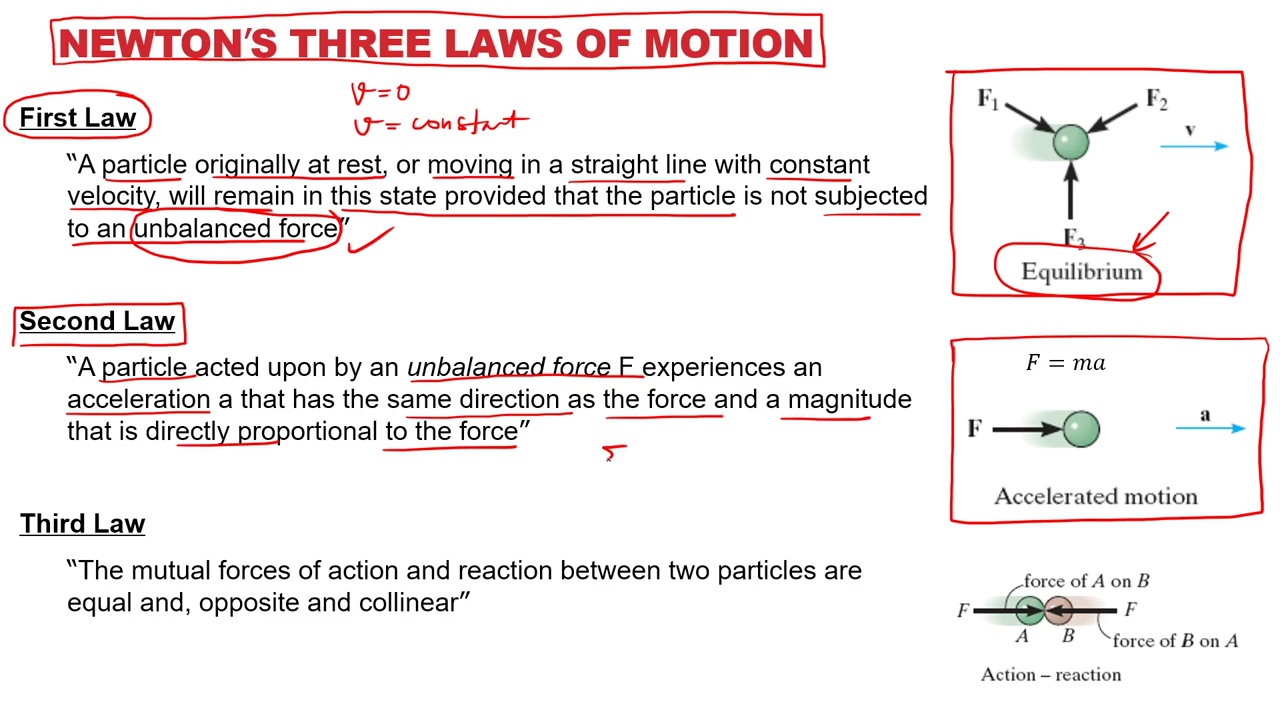 NEWTON'S THREE LAWS OF MOTION
v = 0
v = constant
First Law
"A particle originally at rest, or moving in a straight line with constant
velocity, will remain in this state provided that the particle is not subjected
to an unbalanced force"
F₁
F₂
v
F₃
Equilibrium
Second Law
"A particle acted upon by an unbalanced force F experiences an
acceleration a that has the same direction as the force and a magnitude
that is directly proportional to the force"
F = ma
F
a
Accelerated motion
Third Law
"The mutual forces of action and reaction between two particles are
equal and, opposite and collinear"
force of A on B
F
F
A
B
force of B on A
Action – reaction